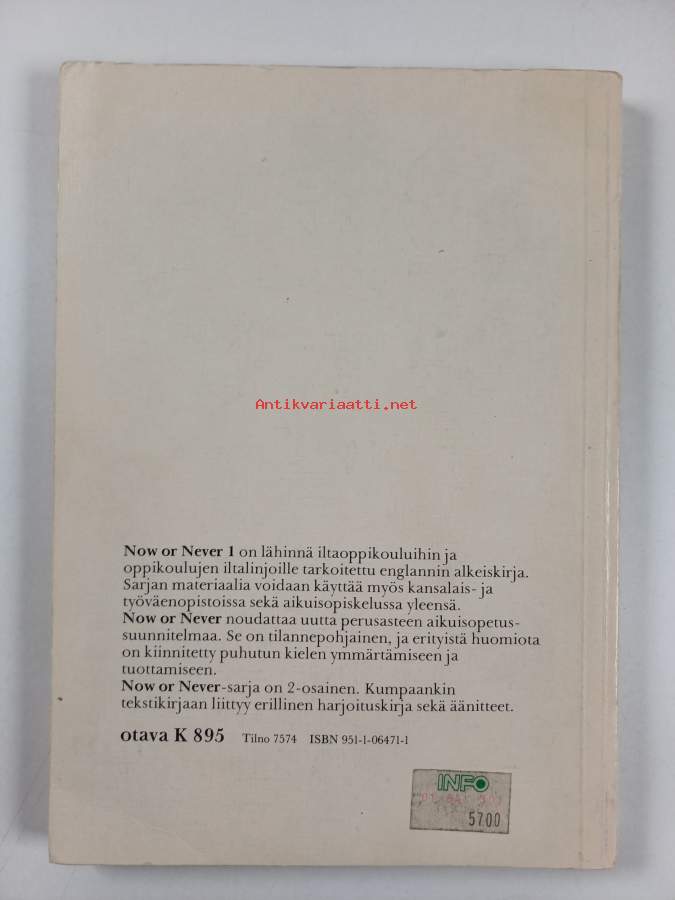 Antikvariaatti.net
Now or Never 1 on lähinnä iltaoppikouluihin ja
oppikoulujen iltalinjoille tarkoitettu englannin alkeiskirja.
Sarjan materiaalia voidaan käyttää myös kansalais- ja
työväenopistoissa sekä aikuisopiskelussa yleensä.
Now or Never noudattaa uutta perusasteen aikuisopetus-
suunnitelmaa. Se on tilannepohjainen, ja erityistä huomiota
on kiinnitetty puhutun kielen ymmärtämiseen ja
tuottamiseen.
Now or Never-sarja on 2-osainen. Kumpaankin
tekstikirjaan liittyy erillinen harjoituskirja sekä äänitteet.
otava K 895 Tilno 7574 ISBN 951-1-06471-1
INFO
5700